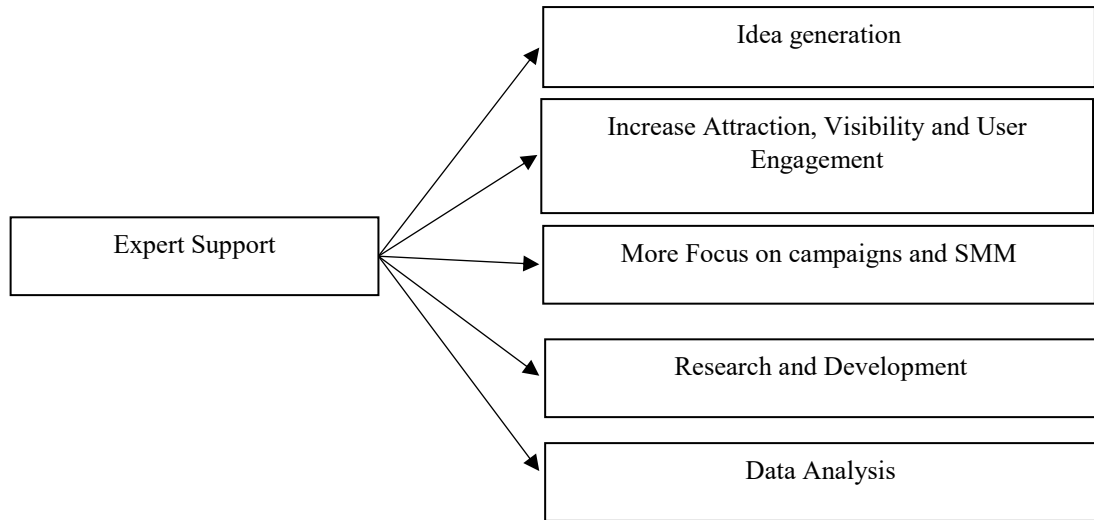 Idea generation
Increase Attraction, Visibility and User
Engagement
Expert Support
More Focus on campaigns and SMM
Research and Development
Data Analysis